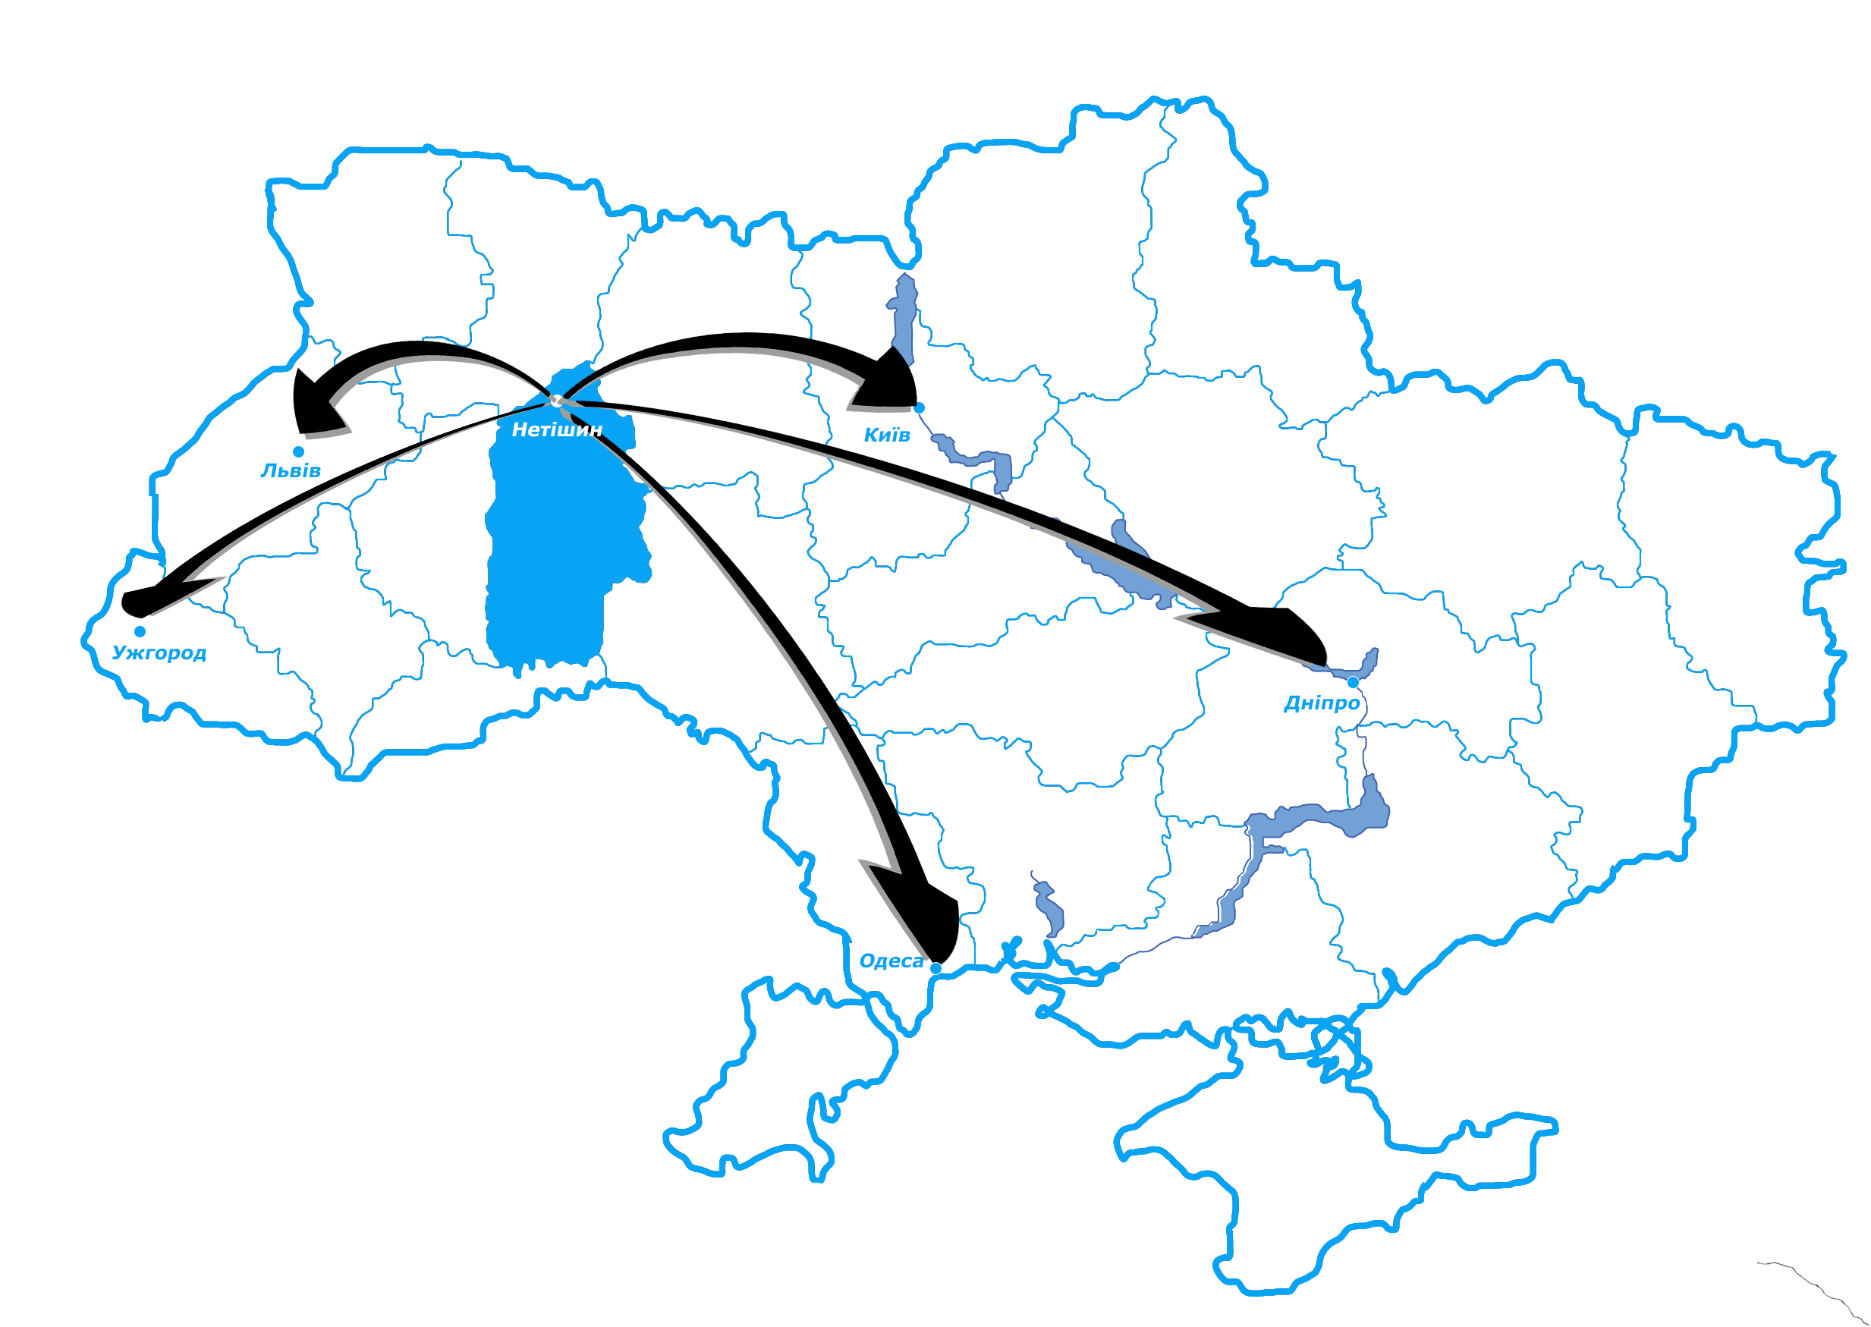 Нетішин
Київ
Львів
Ужгород
Дніпро
Одеса